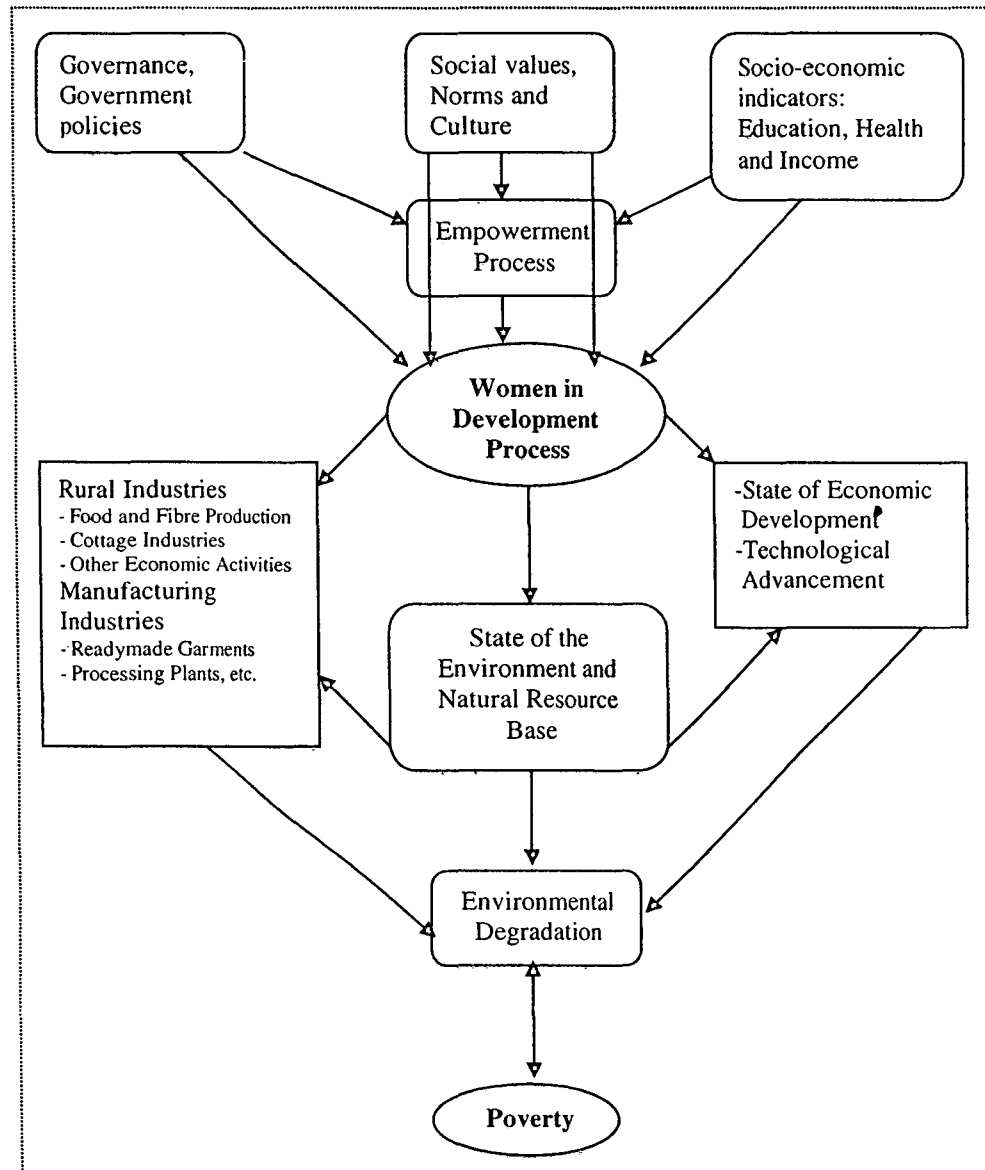 Governance,
Government
policies
Social values,
Norms and
Culture
Socio-economic
indicators:
Education, Health
and Income
Empowerment
Process
Women in
Development
Process
Rural Industries
- Food and Fibre Production
- Cottage Industries
- Other Economic Activities
Manufacturing
Industries
- Readymade Garments
- Processing Plants, etc.
-State of Economic
Development
-Technological
Advancement
State of the
Environment and
Natural Resource
Base
Environmental
Degradation
Poverty